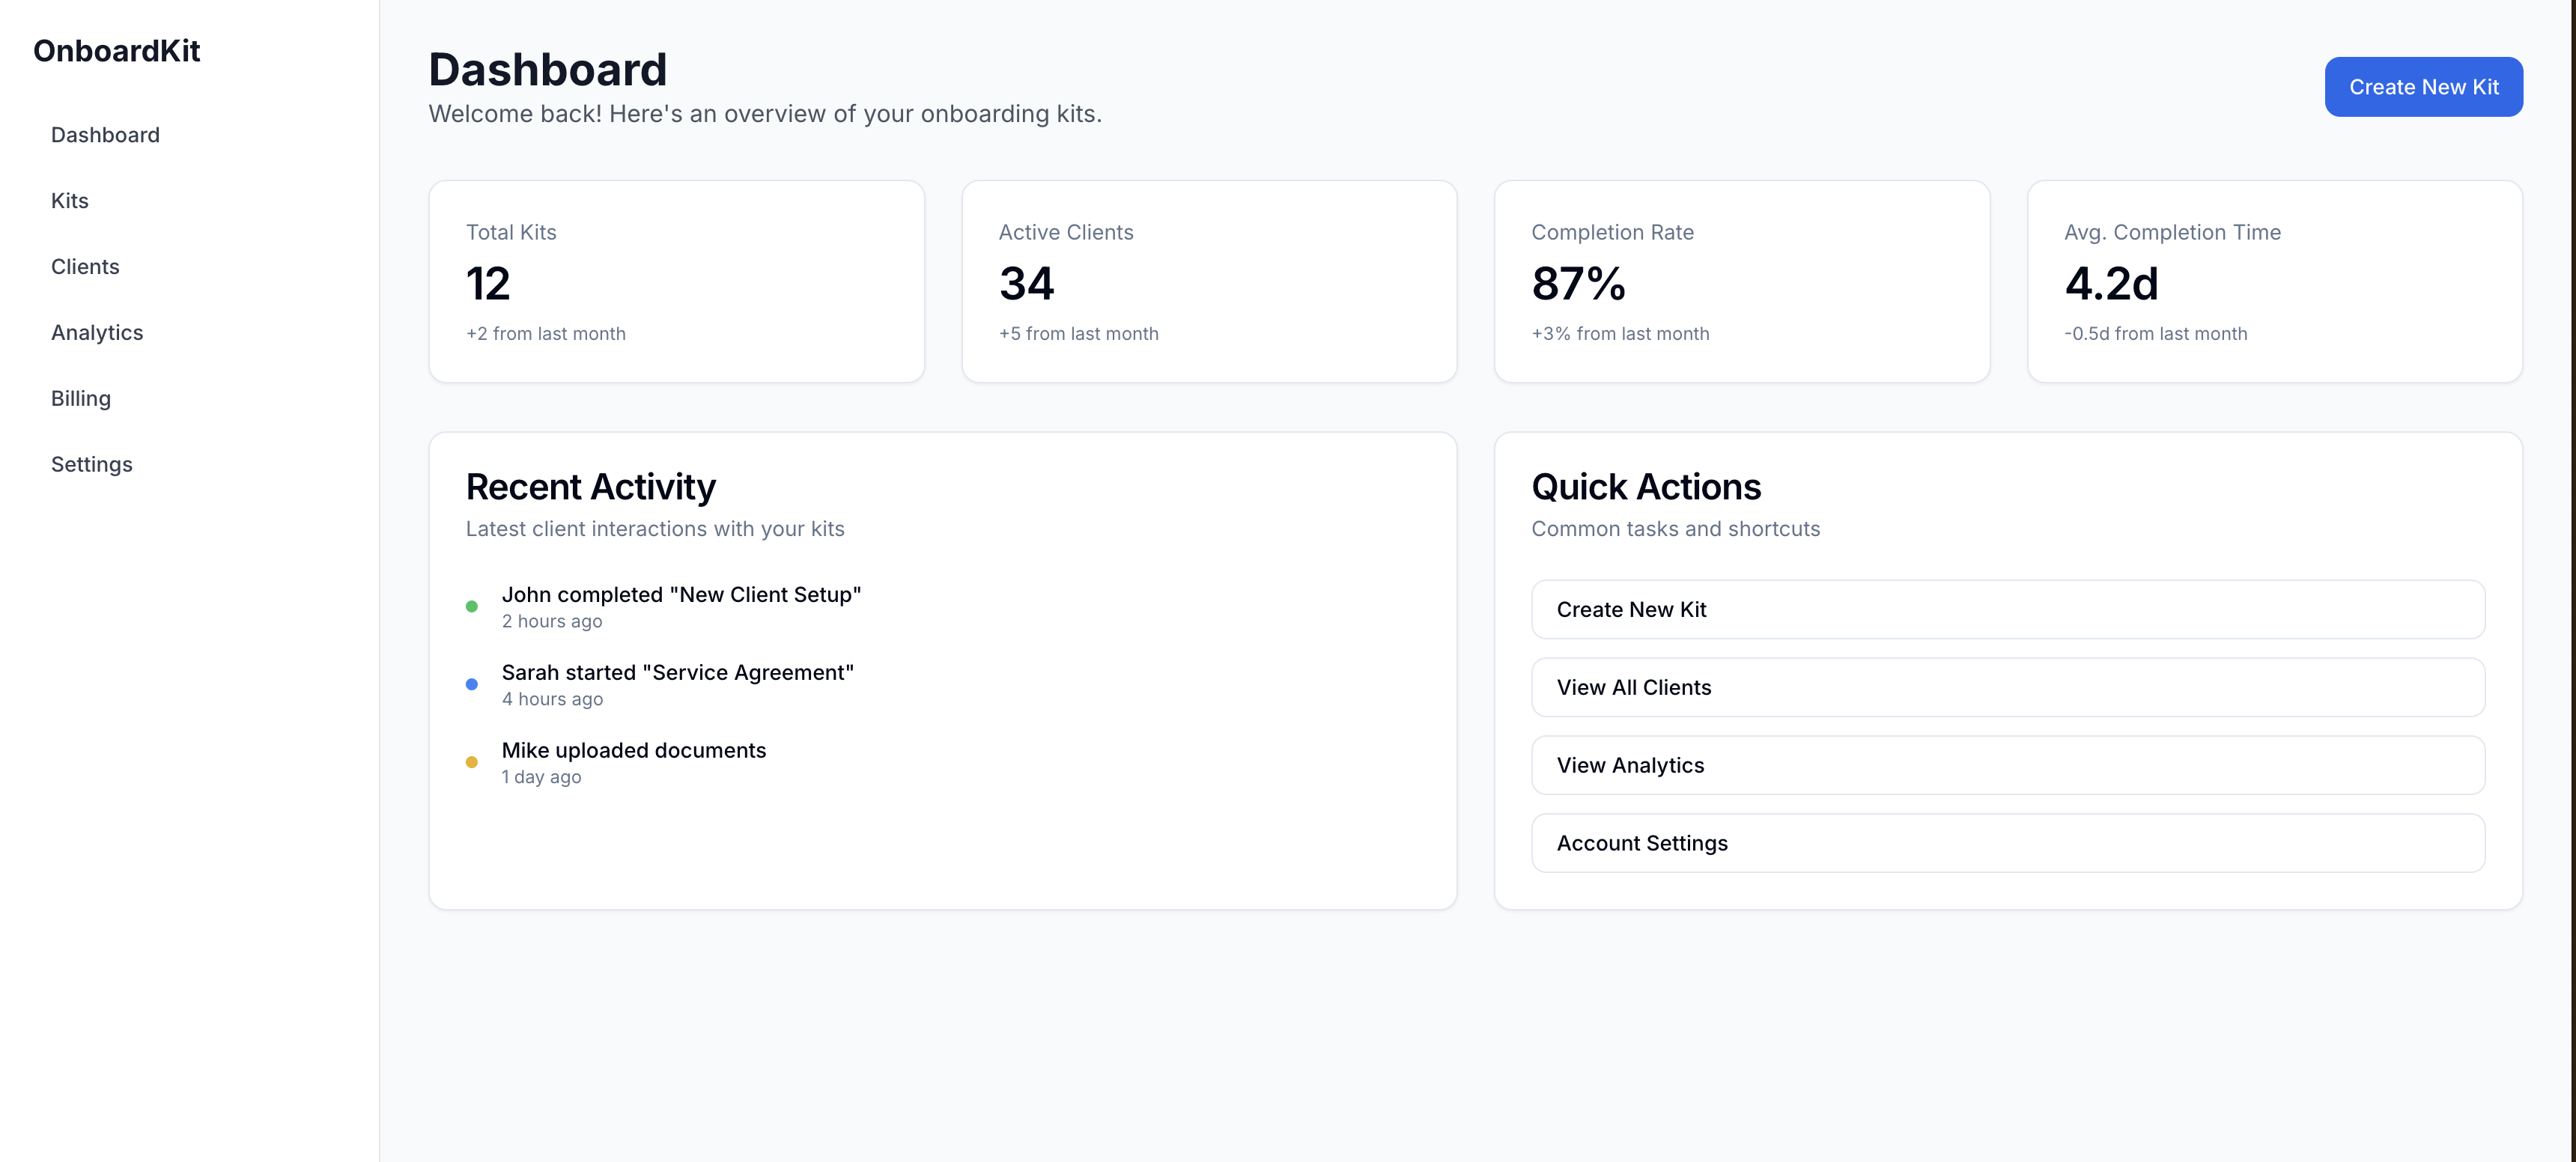 OnboardKit
Dashboard
Kits
Clients
Analytics
Billing
Settings
Dashboard
Welcome back! Here's an overview of your onboarding kits.
Create New Kit
Total Kits
12
+2 from last month
Active Clients
34
+5 from last month
Completion Rate
87%
+3% from last month
Avg. Completion Time
4.2d
-0.5d from last month
Recent Activity
Latest client interactions with your kits
John completed "New Client Setup"
2 hours ago
Sarah started "Service Agreement"
4 hours ago
Mike uploaded documents
1 day ago
Quick Actions
Common tasks and shortcuts
Create New Kit
View All Clients
View Analytics
Account Settings